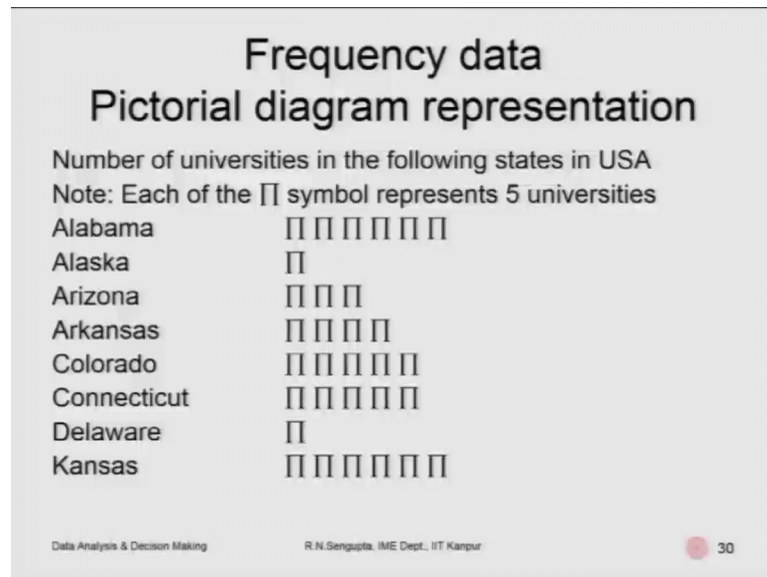 Frequency data
Pictorial diagram representation
Number of universities in the following states in USA
Note: Each of the ∏ symbol represents 5 universities
Alabama ∏ ∏ ∏ ∏ ∏ ∏
Alaska ∏
Arizona ∏ ∏ ∏
Arkansas ∏ ∏ ∏ ∏
Colorado ∏ ∏ ∏ ∏ ∏
Connecticut ∏ ∏ ∏ ∏ ∏
Delaware ∏
Kansas ∏ ∏ ∏ ∏ ∏ ∏
Data Analysis & Decison Making R.N.Sengupta, IME Dept., IIT Kanpur 30